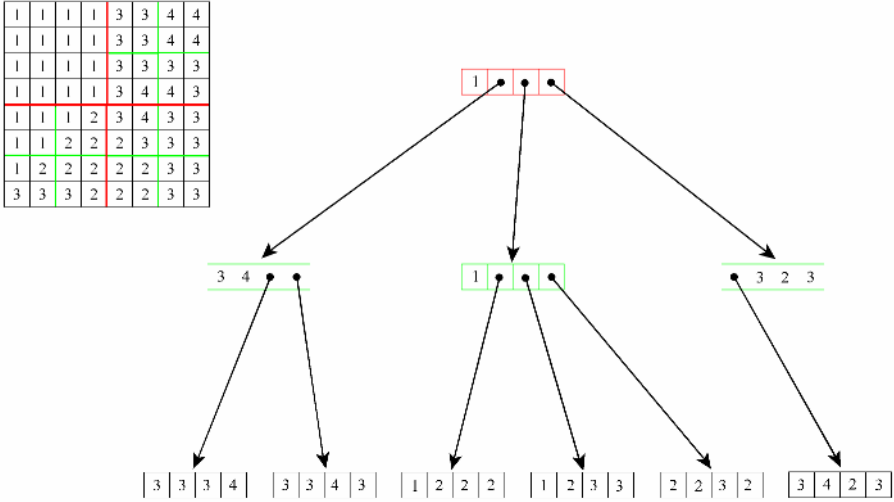 1 1 1 1 3 3 4 4
1 1 1 1 3 3 4 4
1 1 1 1 3 3 3 3
1 1 1 1 3 4 4 3
1 1 1 2 3 4 3 3
1 1 2 2 2 3 3 3
1 2 2 2 2 2 3 3
3 3 3 2 2 2 3 3
1
3 4
1
3 2 3
3 3 3 4
3 3 4 3
1 2 2 2
1 2 3 3
2 2 3 2
3 4 2 3